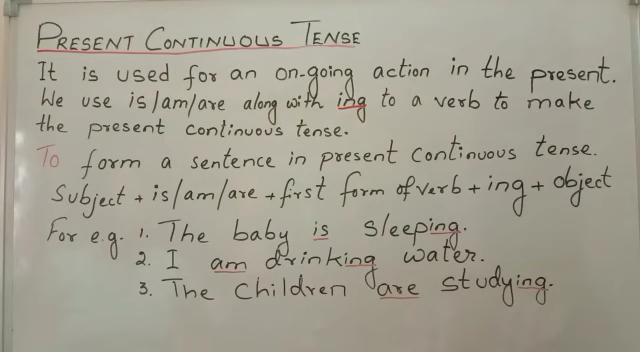 PRESENT CONTINUOUS TENSE
It is used for an on-going action in the present.
We use is/am/are along with ing to a verb to make
the present continuous tense.
To form a sentence in present continuous tense.
Subject + is/am/are + first form of verb + ing + object
For e.g. 1. The baby is sleeping.
2. I am drinking water.
3. The children are studying.